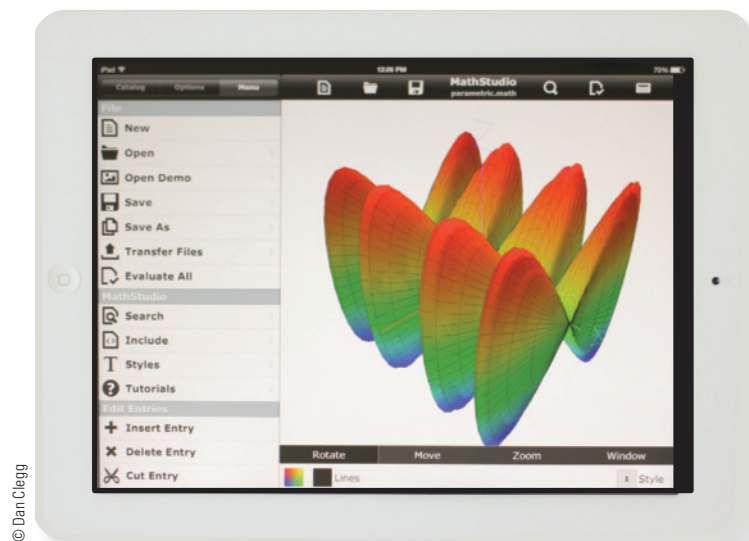 iPad
12:05 PM
70%
Catalog Options Menu
MathStudio
parametric.math
File
New
Open
Open Demo
Save
Save As
Transfer Files
Evaluate All
MathStudio
Search
Include
Styles
Tutorials
Edit Entries
Insert Entry
Delete Entry
Cut Entry
Rotate Move Zoom Window
Lines
Style
© Dan Clegg